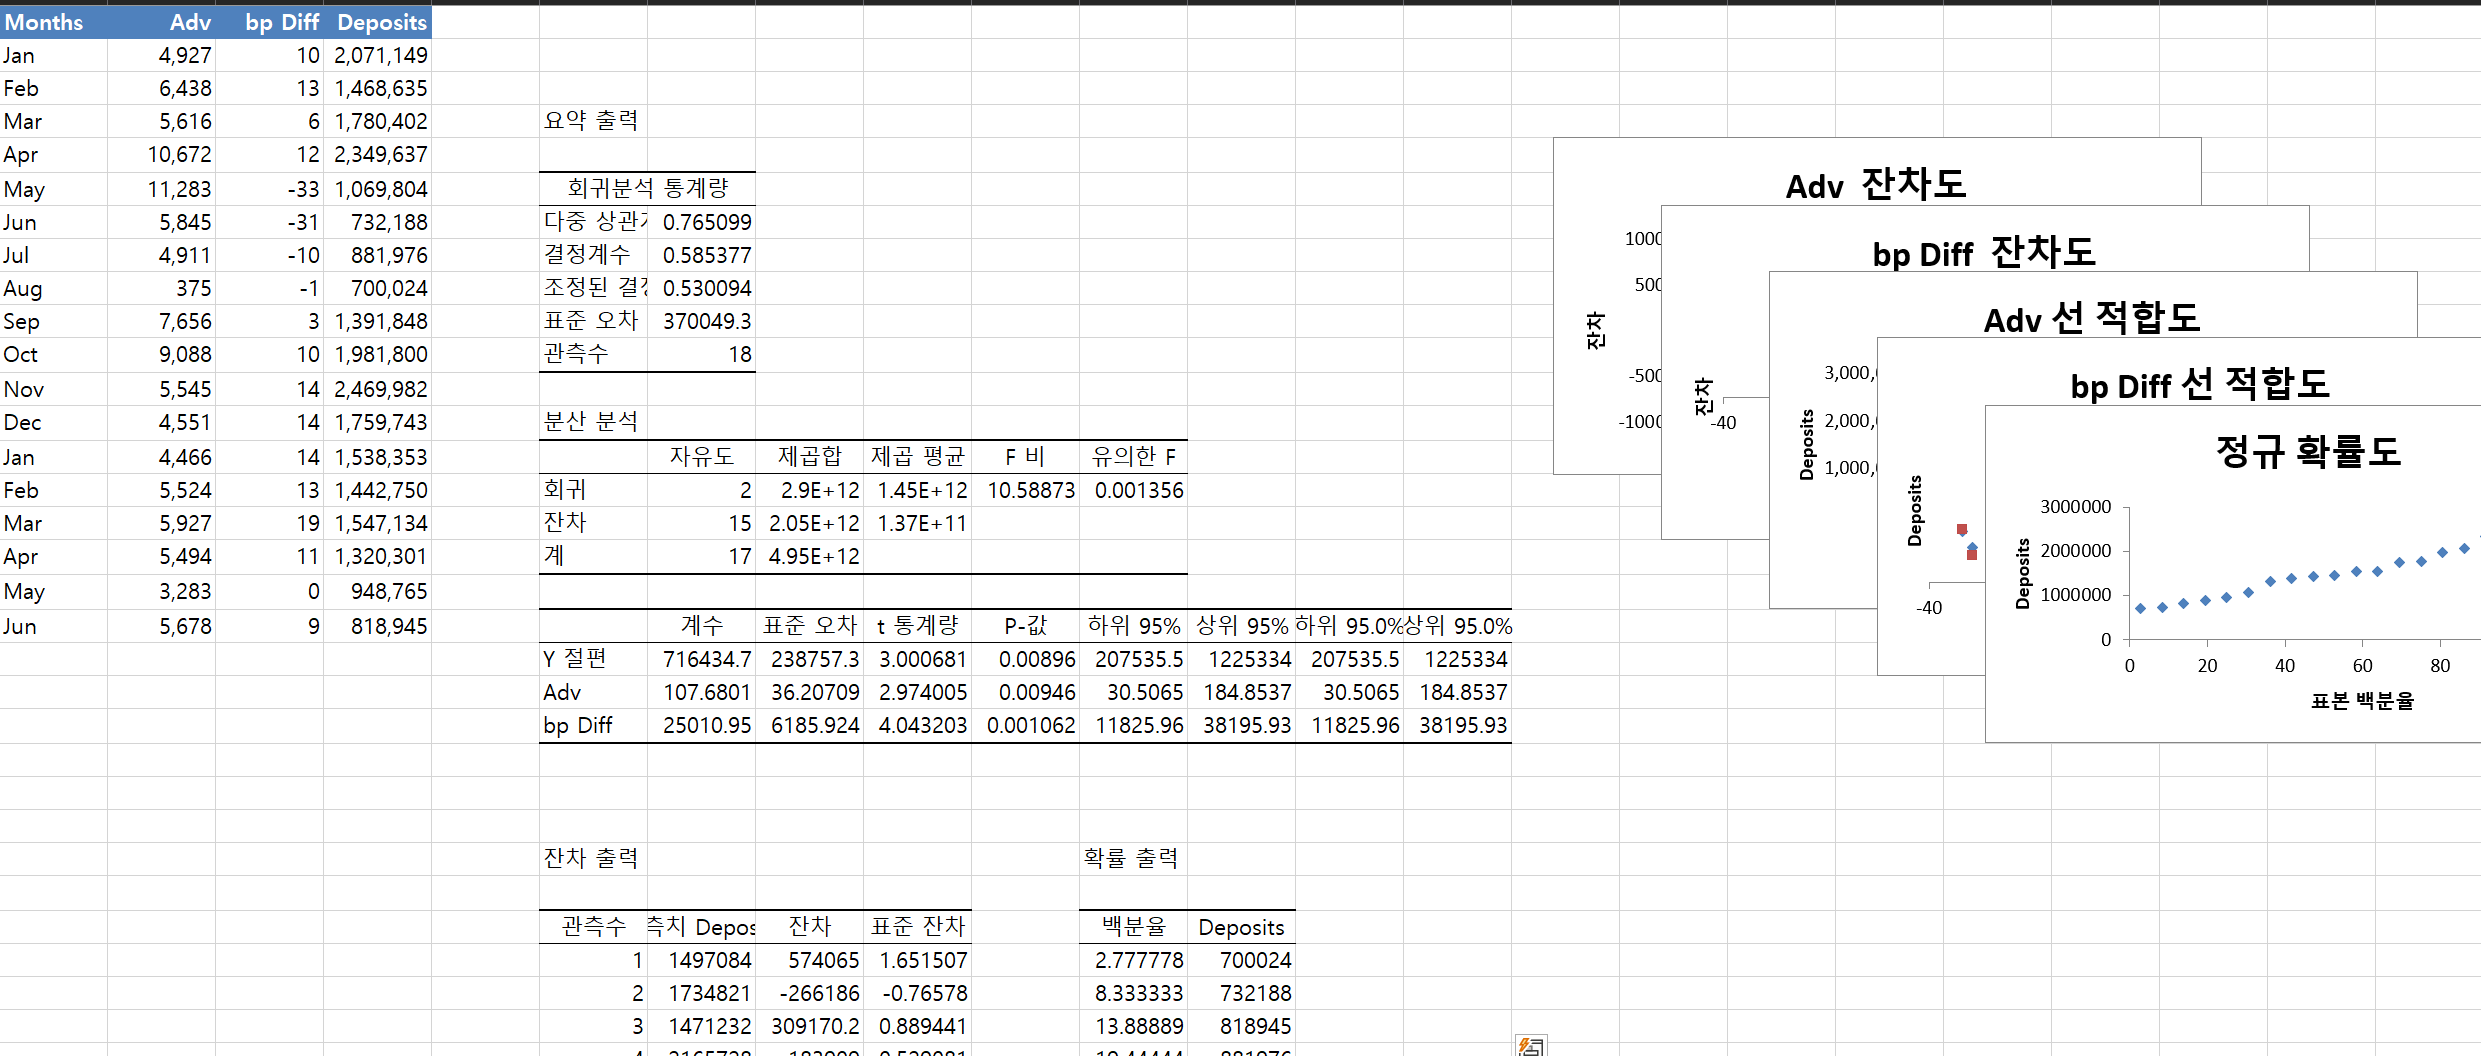 Months Adv bp Diff Deposits
Jan 4,927 10 2,071,149
Feb 6,438 13 1,468,635
Mar 5,616 6 1,780,402
Apr 10,672 12 2,349,637
May 11,283 -33 1,069,804
Jun 5,845 -31 732,188
Jul 4,911 -10 881,976
Aug 375 -1 700,024
Sep 7,656 3 1,391,848
Oct 9,088 10 1,981,800
Nov 5,545 14 2,469,982
Dec 4,551 14 1,759,743
Jan 4,466 14 1,538,353
Feb 5,524 13 1,442,750
Mar 5,927 19 1,547,134
Apr 5,494 11 1,320,301
May 3,283 0 948,765
Jun 5,678 9 818,945
요약 출력
회귀분석 통계량
다중 상관 0.765099
결정계수 0.585377
조정된 결정 0.530094
표준 오차 370049.3
관측수 18
분산 분석
자유도 제곱합 제곱 평균 F 비 유의한 F
회귀 2 2.9E+12 1.45E+12 10.58873 0.001356
잔차 15 2.05E+12 1.37E+11
계 17 4.95E+12
계수 표준 오차 t 통계량 P-값 하위 95% 상위 95% 하위 95.0% 상위 95.0%
Y 절편 716434.7 238757.3 3.000681 0.00896 207535.5 1225334 207535.5 1225334
Adv 107.6801 36.20709 2.974005 0.00946 30.5065 184.8537 30.5065 184.8537
bp Diff 25010.95 6185.924 4.043203 0.001062 11825.96 38195.93 11825.96 38195.93
잔차 출력
관측수 측치 Depos 잔차 표준 잔차
1 1497084 574065 1.651507
2 1734821 -266186 -0.76578
3 1471232 309170.2 0.889441
확률 출력
백분율 Deposits
2.777778 700024
8.333333 732188
13.88889 818945
Adv 잔차도
1000
500
-500
-1000
잔차
bp Diff 잔차도
잔차
-40
Adv 선 적합도
3,000,
2,000,
1,000,
Deposits
bp Diff 선 적합도
Deposits
-40
정규 확률도
3000000
2000000
1000000
0
Deposits
0 20 40 60 80
표본 백분율